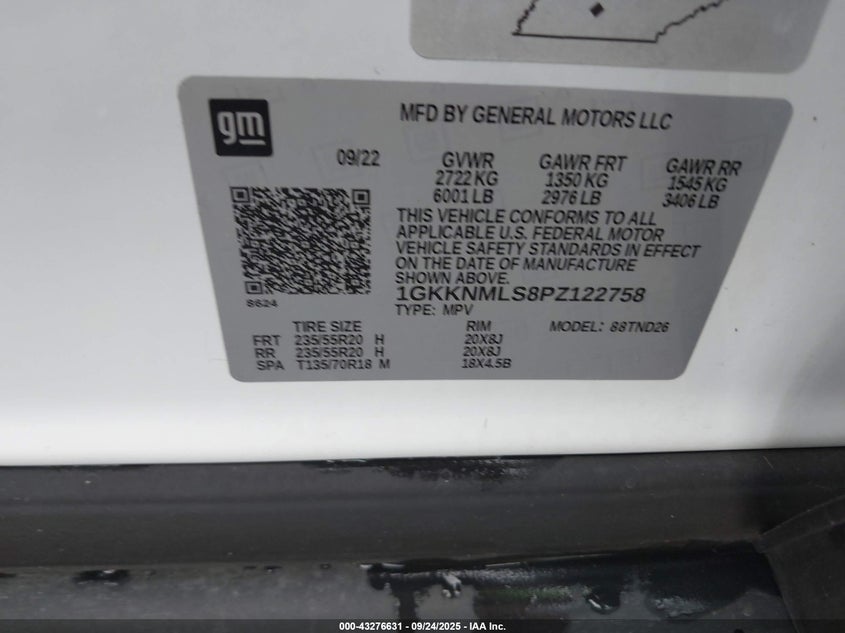 gm
MFD BY GENERAL MOTORS LLC
09/22 GVWR GAWR FRT GAWR RR
2722 KG 1350 KG 1545 KG
6001 LB 2976 LB 3406 LB
THIS VEHICLE CONFORMS TO ALL
APPLICABLE U.S. FEDERAL MOTOR
VEHICLE SAFETY STANDARDS IN EFFECT
ON THE DATE OF MANUFACTURE
SHOWN ABOVE.
8624
1GKKNMLS8PZ122758
TYPE: MPV
TIRE SIZE RIM MODEL: 88TND26
FRT 235/55R20 H 20X8J
RR 235/55R20 H 20X8J
SPA T135/70R18 M 18X4.5B
000-43276631 - 09/24/2025 - IAA Inc.